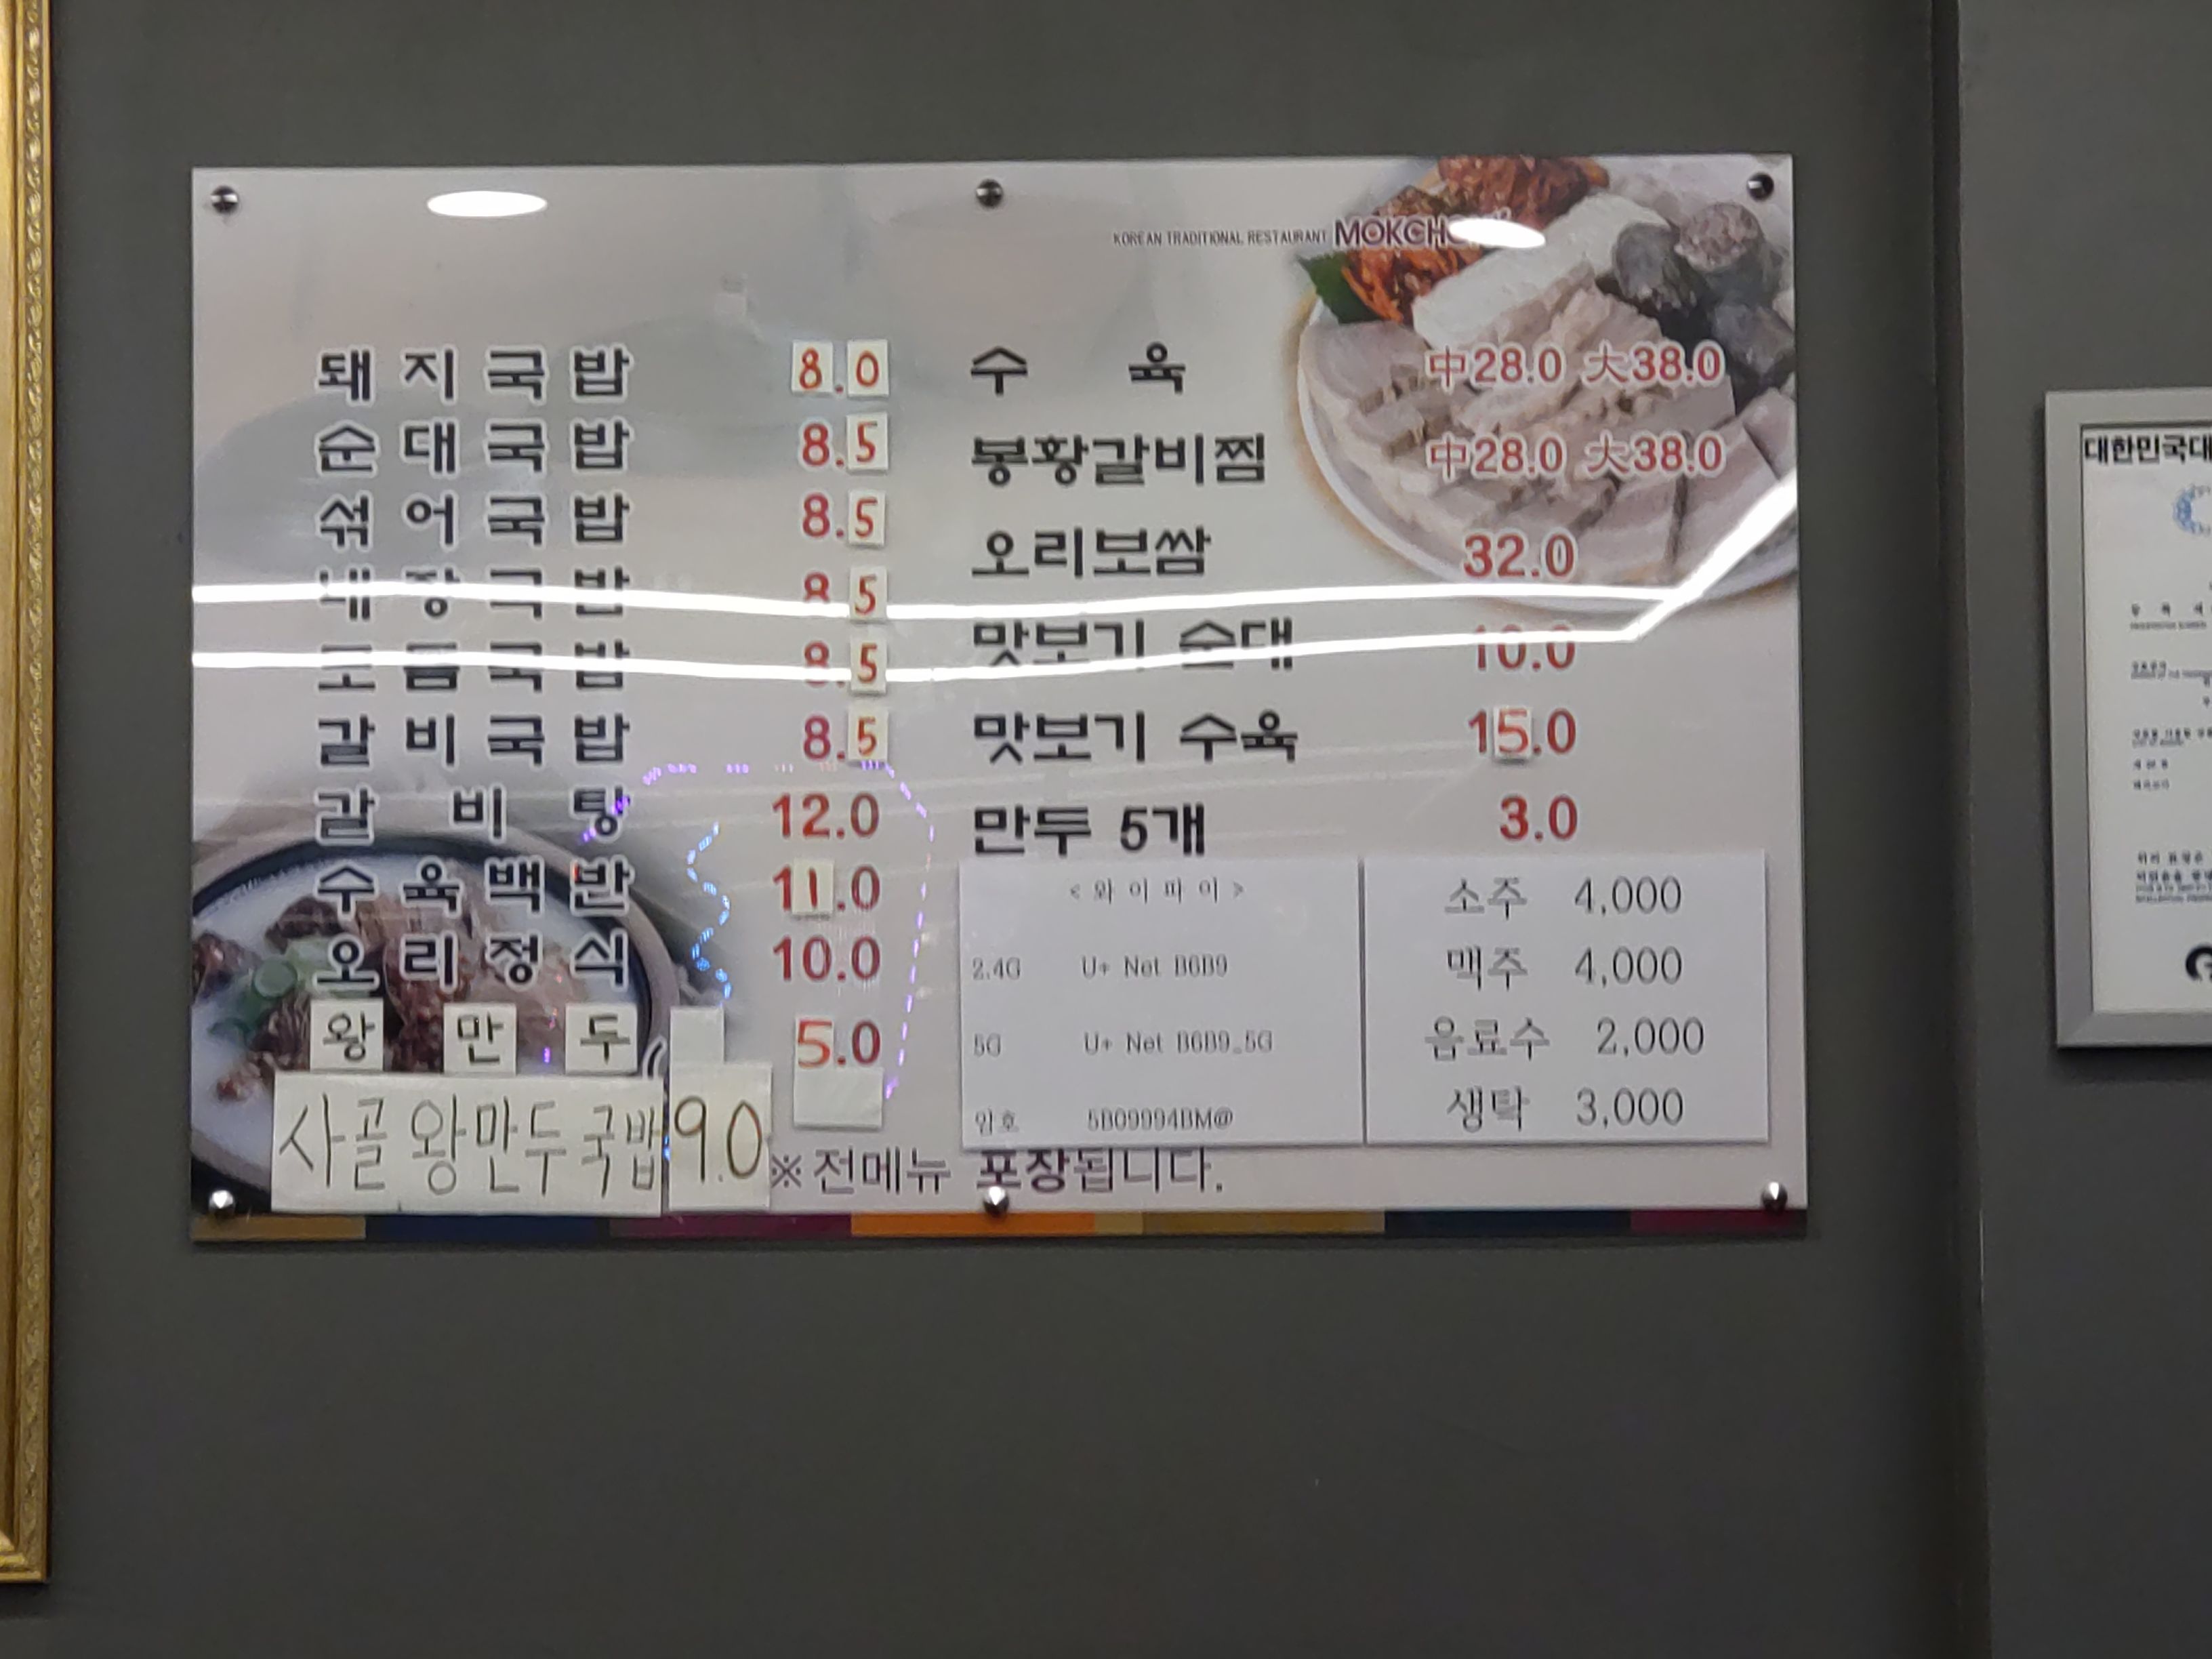 KOREAN TRADITIONAL RESTAURANT
돼지국밥 8.0
순대국밥 8.5
섞어국밥 8.5
내장국밥 8.5
8.5
갈비국밥 8.5
갈비탕 12.0
수육백반 11.0
오리정식 10.0
왕만두 5.0
사골왕만두국밥 9.0
수육 中28.0 大38.0
봉황갈비찜 中28.0 大38.0
오리보쌈 32.0
맛보기 순대 10.0
맛보기 수육 15.0
만두 5개 3.0
<와이파이>
2.4G U+ Net B6B9
5G U+ Net B6B9_5G
암호 5B09994BM@
소주 4,000
맥주 4,000
음료수 2,000
생탁 3,000
※전메뉴 포장됩니다.
대한민국대